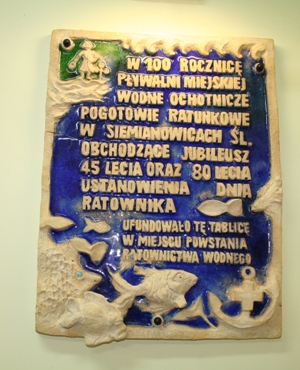 W 100 ROCZNICĘ
PŁYWALNI MIEJSKIEJ
WODNE OCHOTNICZE
POGOTOWIE RATUNKOWE
W SIEMIANOWICACH ŚL.
OBCHODZĄCE JUBILEUSZ
45 LECIA ORAZ 80 LECIA
USTANOWIENIA DNIA
RATOWNIKA
UFUNDOWAŁO TĘ TABLICĘ
W MIEJSCU POWSTANIA
RATOWNICTWA WODNEGO